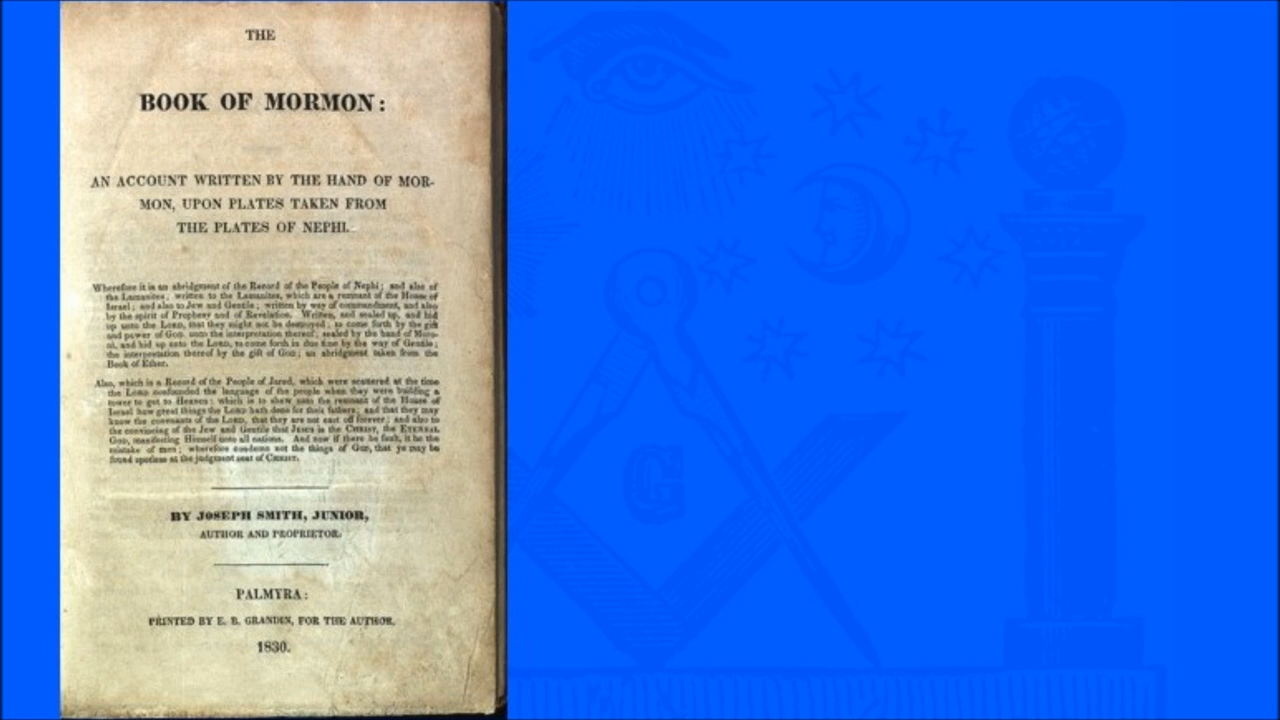 THE
BOOK OF MORMON:
AN ACCOUNT WRITTEN BY THE HAND OF MOR-
MON, UPON PLATES TAKEN FROM
THE PLATES OF NEPHI.
Wherefore it is an abridgment of the Record of the People of Nephi; and also of
the Lamanites; written to the Lamanites, which are a remnant of the House of
Israel; and also to Jew and Gentile; written by way of commandment, and also
by the spirit of Prophesy and of Revelation. Written, and sealed up, and hid
up unto the LORD, that they might not be destroyed; to come forth by the gift
and power of GOD, unto the interpretation thereof; sealed by the hand of Moro-
ni, and hid up unto the LORD, to come forth in due time by the way of Gentile;
the interpretation thereof by the gift of GOD; an abridgment taken from the
Book of Ether.
Also, which is a Record of the People of Jared, which were scattered at the time
the LORD confounded the language of the people when they were building a
tower to get to Heaven: which is to shew unto the remnant of the House of
Israel how great things the LORD hath done for their fathers; and that they may
know the covenants of the LORD, that they are not cast off forever; and also to
the convincing of the Jew and Gentile that JESUS is the CHRIST, the ETERNAL
GOD, manifesting Himself unto all nations. And now if there be fault, it be the
mistake of men; wherefore condemn not the things of GOD, that ye may be
found spotless at the judgment seat of CHRIST.
BY JOSEPH SMITH, JUNIOR,
AUTHOR AND PROPRIETOR.
PALMYRA:
PRINTED BY E. B. GRANDIN, FOR THE AUTHOR.
1830.
G